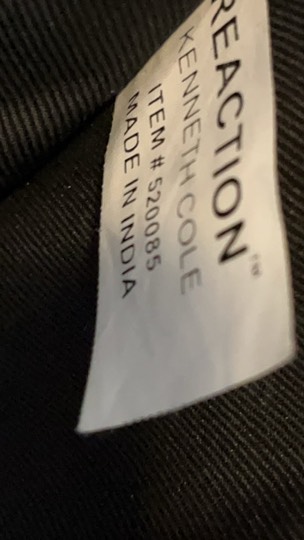 REACTION™
KENNETH COLE
ITEM # 520085
MADE IN INDIA